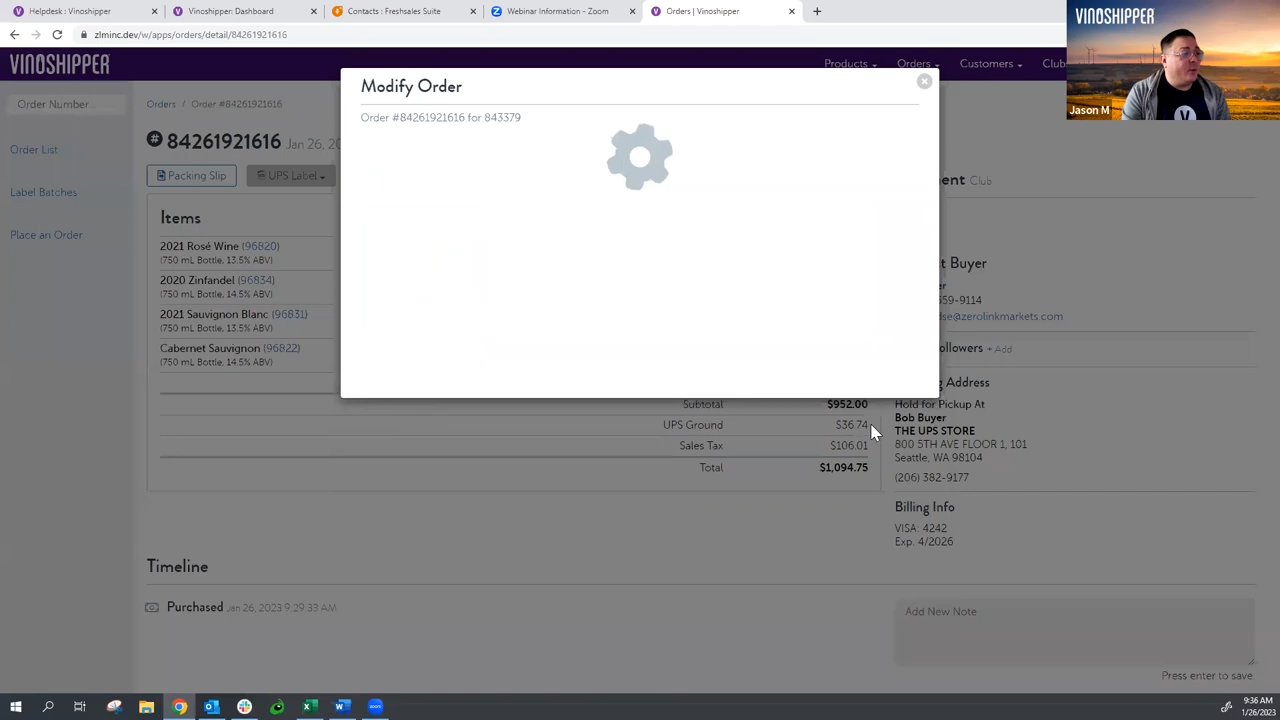 Helpdesk : Vinoshipper
Vinoshipper: Dashboard
Contacts : Freshsales Suite
Webinar Information - Zoom
Orders | Vinoshipper
zlminc.dev/w/apps/orders/detail/84261921616
VINOSHIPPER
Products
Orders
Customers
Club
VINOSHIPPER
Jason M
Order Number
Order List
Label Batches
Place an Order
Orders / Order #84261921616
84261921616 Jan 26, 20
Packing Slip
UPS Label
Modify Order
Order #84261921616 for 843379
Items
2021 Rosé Wine (96820)
(750 mL Bottle, 13.5% ABV)
2020 Zinfandel (96834)
(750 mL Bottle, 14.5% ABV)
2021 Sauvignon Blanc (96831)
(750 mL Bottle, 13.5% ABV)
Cabernet Sauvignon (96822)
(750 mL Bottle, 14.5% ABV)
Subtotal $952.00
UPS Ground $36.74
Sales Tax $106.01
Total $1,094.75
ment Club
t Buyer
er
559-9114
dse@zerolinkmarkets.com
ollowers + Add
g Address
Hold for Pickup At
Bob Buyer
THE UPS STORE
800 5TH AVE FLOOR 1, 101
Seattle, WA 98104
(206) 382-9177
Billing Info
VISA: 4242
Exp. 4/2026
Timeline
Purchased Jan 26, 2023 9:29:33 AM
Add New Note
Press enter to save.
9:36 AM
1/26/2023